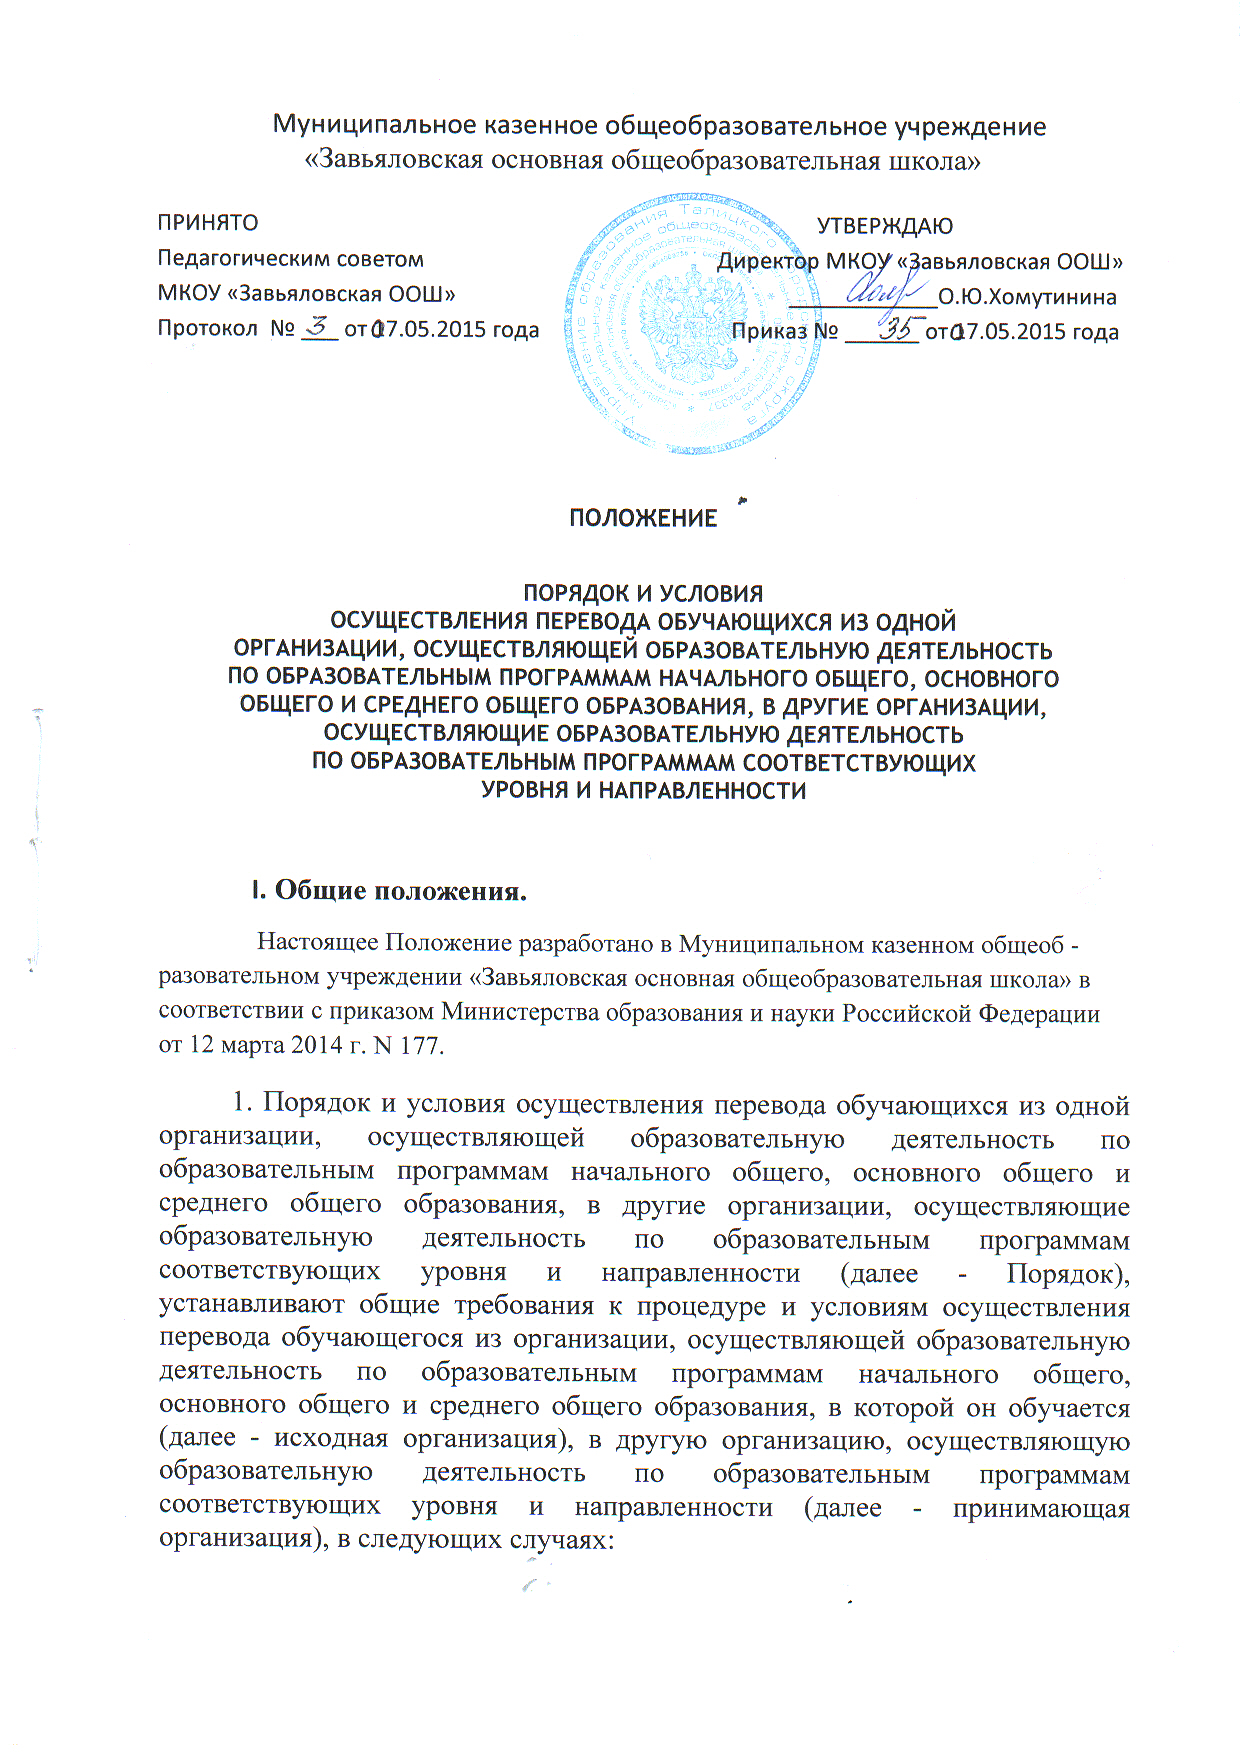 Муниципальное казенное общеобразовательное учреждение
«Завьяловская основная общеобразовательная школа»
ПРИНЯТО
Педагогическим советом
МКОУ «Завьяловская ООШ»
Протокол № 3 от 07.05.2015 года
УТВЕРЖДАЮ
Директор МКОУ «Завьяловская ООШ»
О.Ю.Хомутинина
Приказ № 35 от 07.05.2015 года
ПОЛОЖЕНИЕ
ПОРЯДОК И УСЛОВИЯ
ОСУЩЕСТВЛЕНИЯ ПЕРЕВОДА ОБУЧАЮЩИХСЯ ИЗ ОДНОЙ
ОРГАНИЗАЦИИ, ОСУЩЕСТВЛЯЮЩЕЙ ОБРАЗОВАТЕЛЬНУЮ ДЕЯТЕЛЬНОСТЬ
ПО ОБРАЗОВАТЕЛЬНЫМ ПРОГРАММАМ НАЧАЛЬНОГО ОБЩЕГО, ОСНОВНОГО
ОБЩЕГО И СРЕДНЕГО ОБЩЕГО ОБРАЗОВАНИЯ, В ДРУГИЕ ОРГАНИЗАЦИИ,
ОСУЩЕСТВЛЯЮЩИЕ ОБРАЗОВАТЕЛЬНУЮ ДЕЯТЕЛЬНОСТЬ
ПО ОБРАЗОВАТЕЛЬНЫМ ПРОГРАММАМ СООТВЕТСТВУЮЩИХ
УРОВНЯ И НАПРАВЛЕННОСТИ
I. Общие положения.
Настоящее Положение разработано в Муниципальном казенном общеоб -
разовательном учреждении «Завьяловская основная общеобразовательная школа» в
соответствии с приказом Министерства образования и науки Российской Федерации
от 12 марта 2014 г. N 177.
1. Порядок и условия осуществления перевода обучающихся из одной
организации, осуществляющей образовательную деятельность по
образовательным программам начального общего, основного общего и
среднего общего образования, в другие организации, осуществляющие
образовательную деятельность по образовательным программам
соответствующих уровня и направленности (далее - Порядок),
устанавливают общие требования к процедуре и условиям осуществления
перевода обучающегося из организации, осуществляющей образовательную
деятельность по образовательным программам начального общего,
основного общего и среднего общего образования, в которой он обучается
(далее - исходная организация), в другую организацию, осуществляющую
образовательную деятельность по образовательным программам
соответствующих уровня и направленности (далее - принимающая
организация), в следующих случаях: